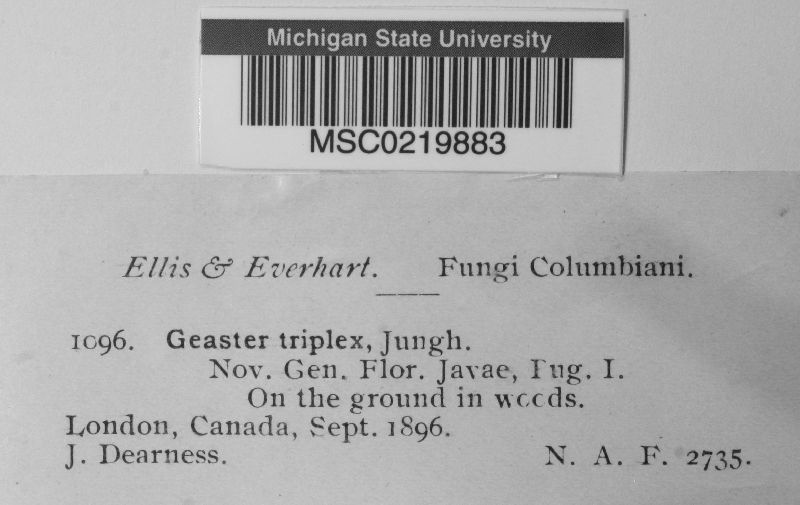 Michigan State University
MSC0219883
Ellis & Everhart. Fungi Columbiani.
1096. Geaster triplex, Jungh.
Nov. Gen. Flor. Javae, Fug. I.
On the ground in woods.
London, Canada, Sept. 1896.
J. Dearness. N. A. F. 2735.